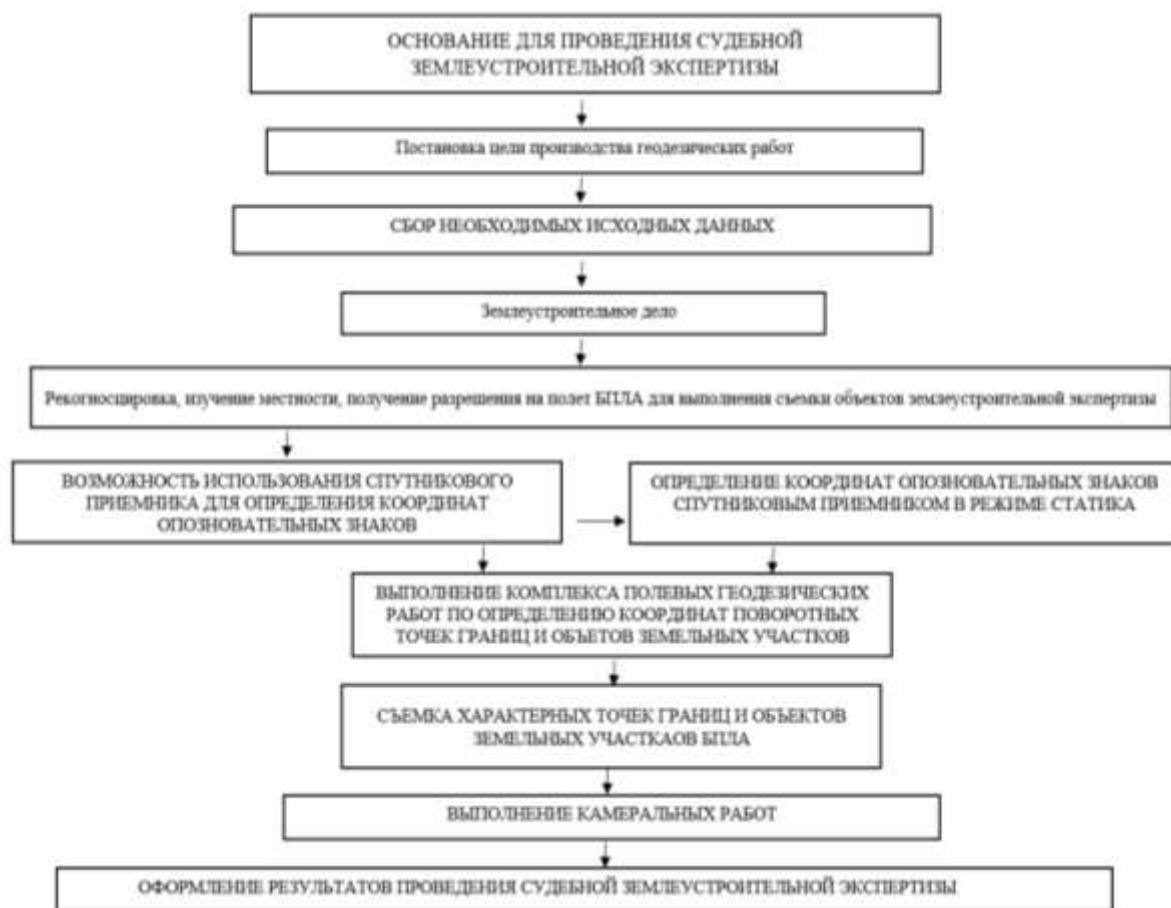 ОСНОВАНИЕ ДЛЯ ПРОВЕДЕНИЯ СУДЕБНОЙ
ЗЕМЛЕУСТРОИТЕЛЬНОЙ ЭКСПЕРТИЗЫ
Постановка цели производства геодезических работ
СБОР НЕОБХОДИМЫХ ИСХОДНЫХ ДАННЫХ
Землеустроительное дело
Рекогносцировка, изучение местности, получение разрешения на полет БПЛА для выполнения съемки объектов землеустроительной экспертизы
ВОЗМОЖНОСТЬ ИСПОЛЬЗОВАНИЯ СПУТНИКОВОГО
ПРИЕМНИКА ДЛЯ ОПРЕДЕЛЕНИЯ КООРДИНАТ
ОПОЗНОВАТЕЛЬНЫХ ЗНАКОВ
ОПРЕДЕЛЕНИЕ КООРДИНАТ ОПОЗНОВАТЕЛЬНЫХ ЗНАКОВ
СПУТНИКОВЫМ ПРИЕМНИКОМ В РЕЖИМЕ СТАТИКА
ВЫПОЛНЕНИЕ КОМПЛЕКСА ПОЛЕВЫХ ГЕОДЕЗИЧЕСКИХ
РАБОТ ПО ОПРЕДЕЛЕНИЮ КООРДИНАТ ПОВОРОТНЫХ
ТОЧЕК ГРАНИЦ И ОБЪЕТОВ ЗЕМЕЛЬНЫХ УЧАСТКОВ
СЪЕМКА ХАРАКТЕРНЫХ ТОЧЕК ГРАНИЦ И ОБЪЕКТОВ
ЗЕМЕЛЬНЫХ УЧАСТКАОВ БПЛА
ВЫПОЛНЕНИЕ КАМЕРАЛЬНЫХ РАБОТ
ОФОРМЛЕНИЕ РЕЗУЛЬТАТОВ ПРОВЕДЕНИЯ СУДЕБНОЙ ЗЕМЛЕУСТРОИТЕЛЬНОЙ ЭКСПЕРТИЗЫ